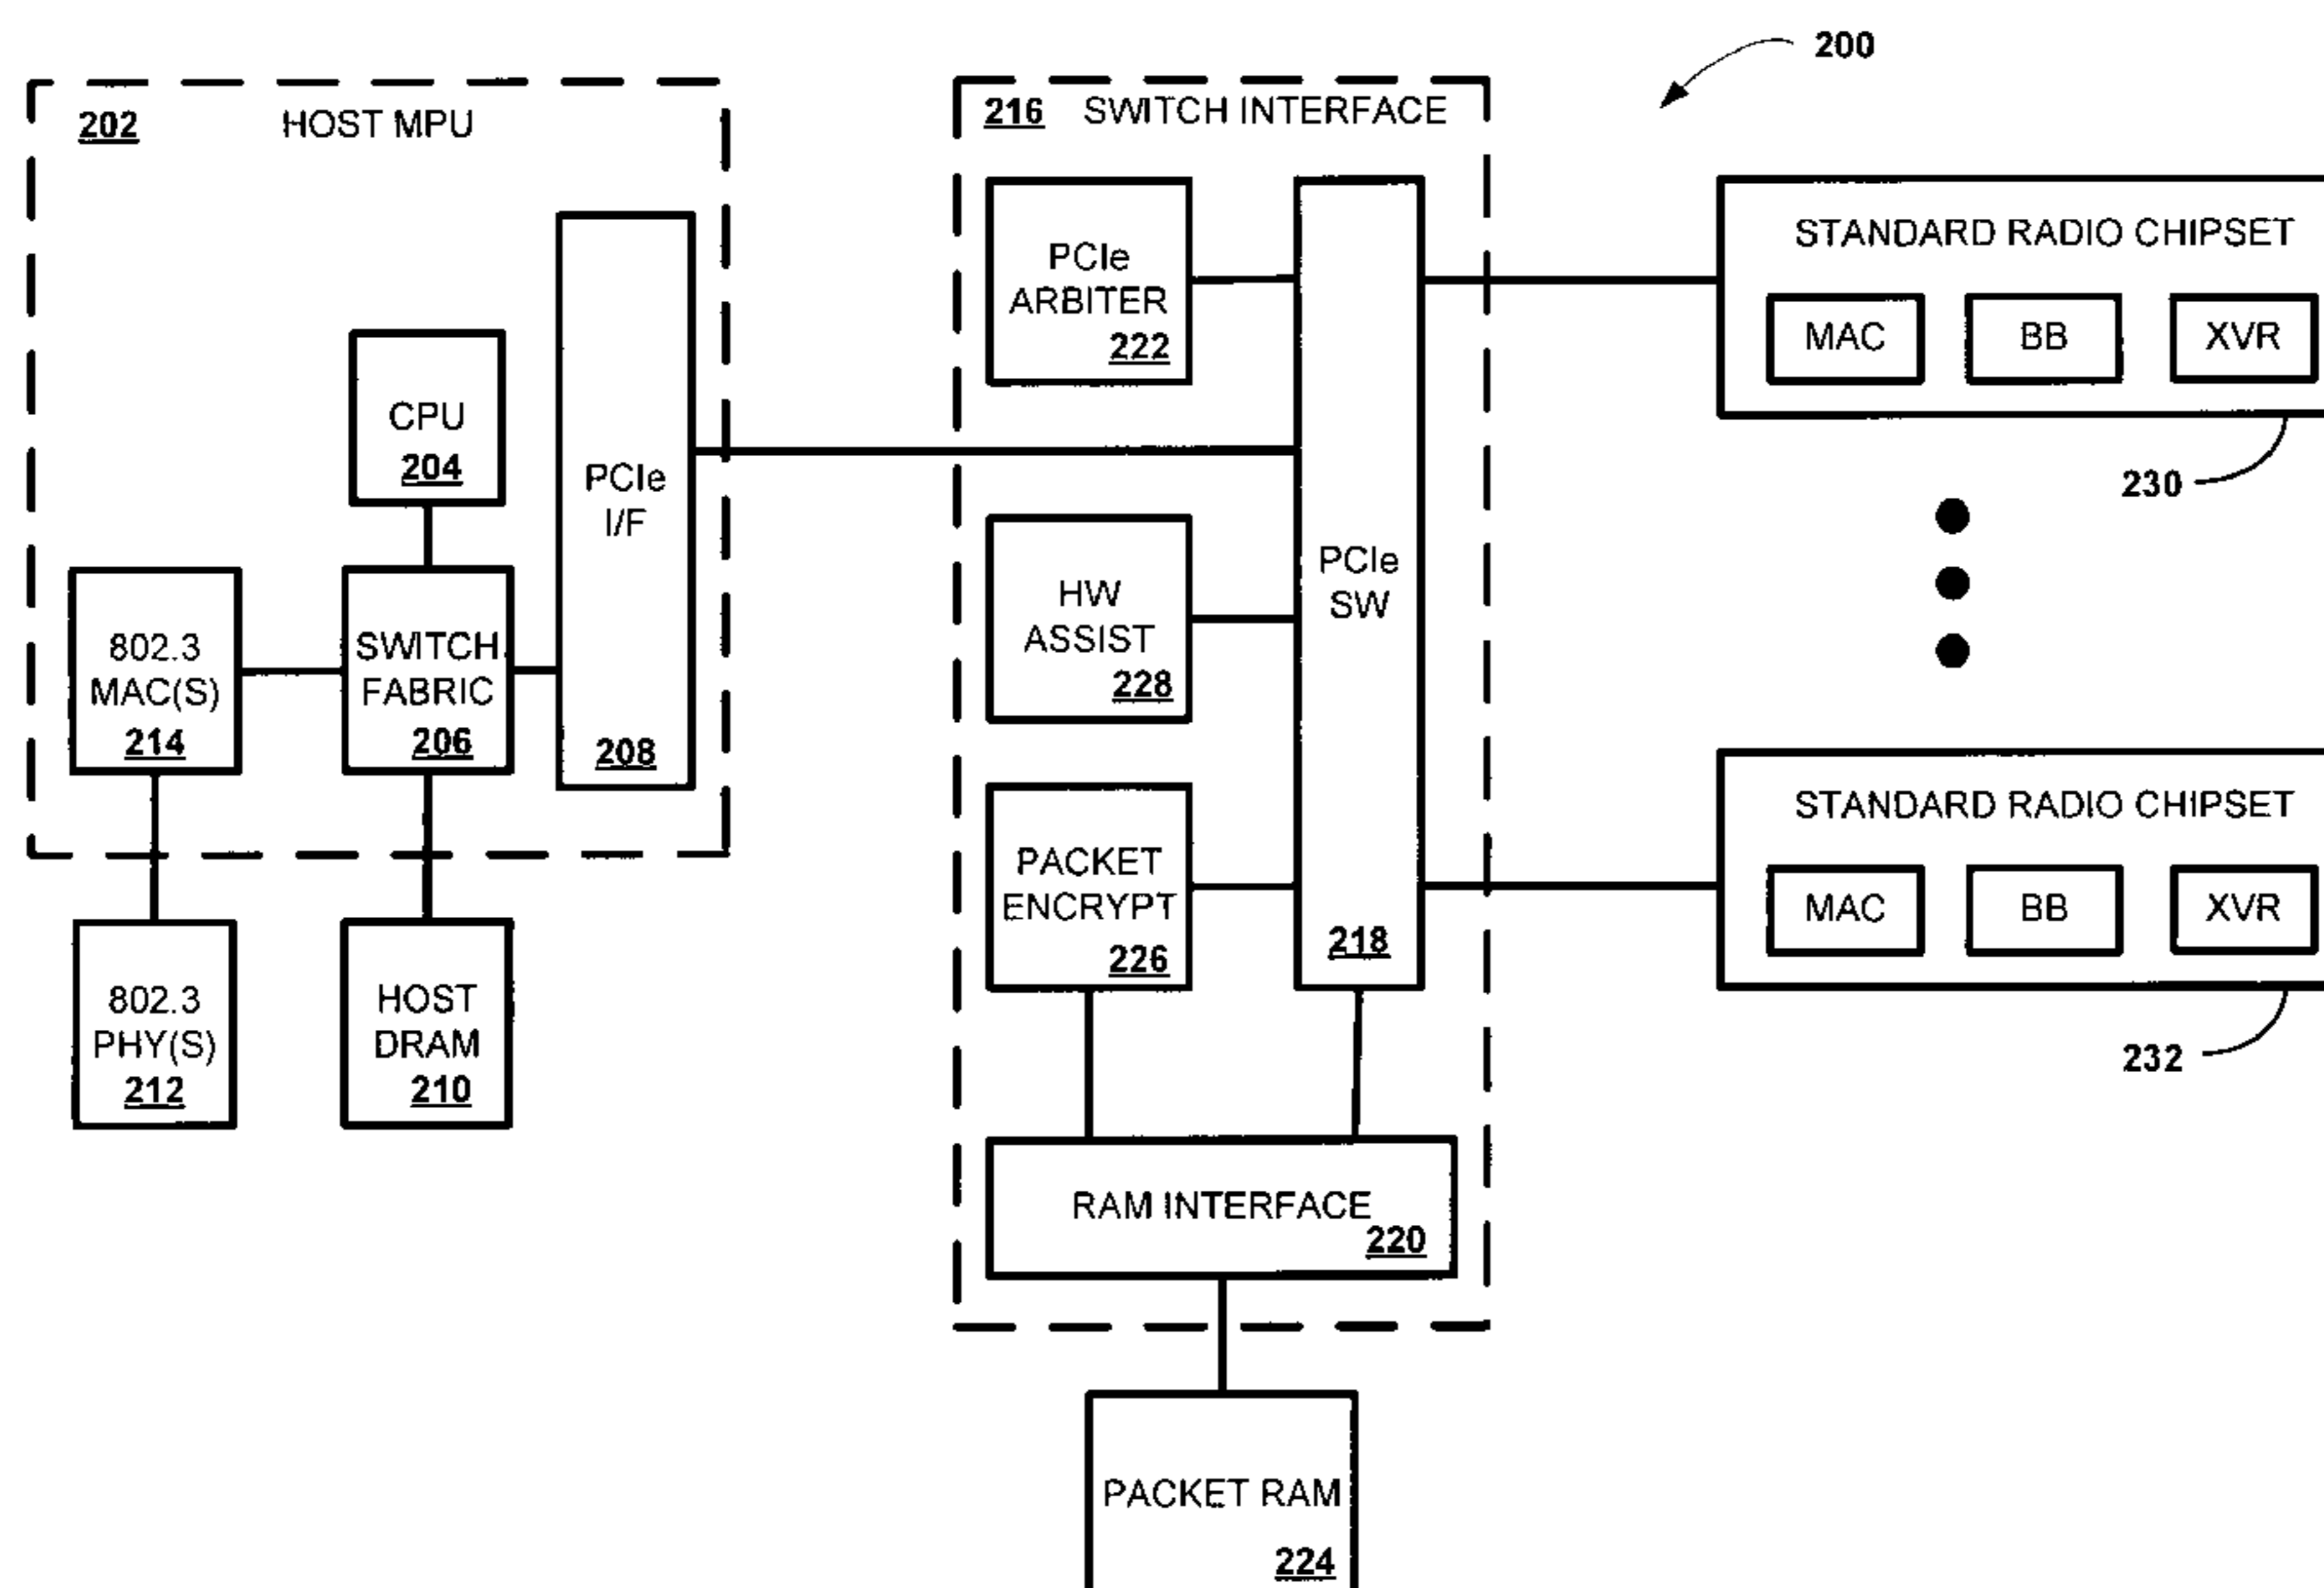 200
202 HOST MPU
CPU
204
PCIe
I/F
208
802.3
MAC(S)
214
SWITCH
FABRIC
206
802.3
PHY(S)
212
HOST
DRAM
210
216 SWITCH INTERFACE
PCIe
ARBITER
222
HW
ASSIST
228
PACKET
ENCRYPT
226
PCIe
SW
218
RAM INTERFACE
220
PACKET RAM
224
STANDARD RADIO CHIPSET
MAC BB XVR
230
STANDARD RADIO CHIPSET
MAC BB XVR
232